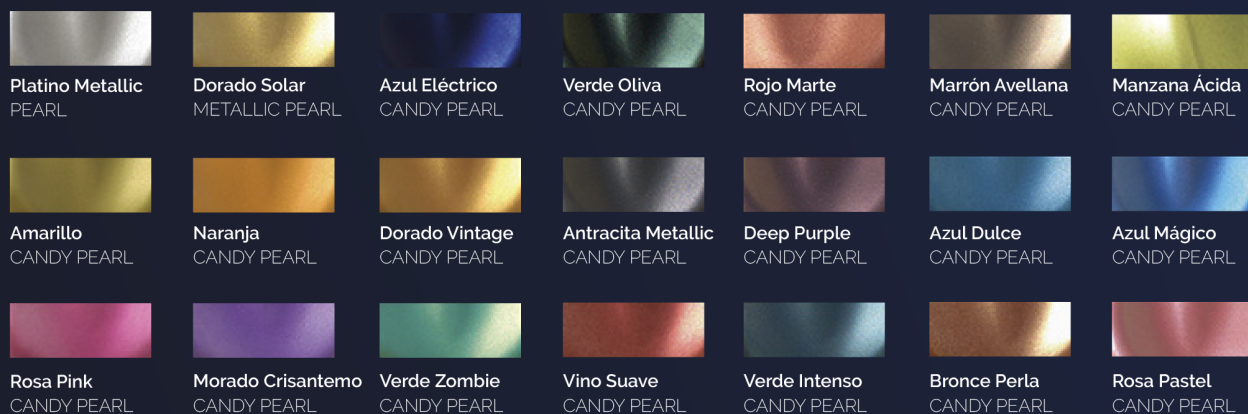 Platino Metallic
PEARL
Dorado Solar
METALLIC PEARL
Azul Eléctrico
CANDY PEARL
Verde Oliva
CANDY PEARL
Rojo Marte
CANDY PEARL
Marrón Avellana
CANDY PEARL
Manzana Ácida
CANDY PEARL
Amarillo
CANDY PEARL
Naranja
CANDY PEARL
Dorado Vintage
CANDY PEARL
Antracita Metallic
CANDY PEARL
Deep Purple
CANDY PEARL
Azul Dulce
CANDY PEARL
Azul Mágico
CANDY PEARL
Rosa Pink
CANDY PEARL
Morado Crisantemo
CANDY PEARL
Verde Zombie
CANDY PEARL
Vino Suave
CANDY PEARL
Verde Intenso
CANDY PEARL
Bronce Perla
CANDY PEARL
Rosa Pastel
CANDY PEARL